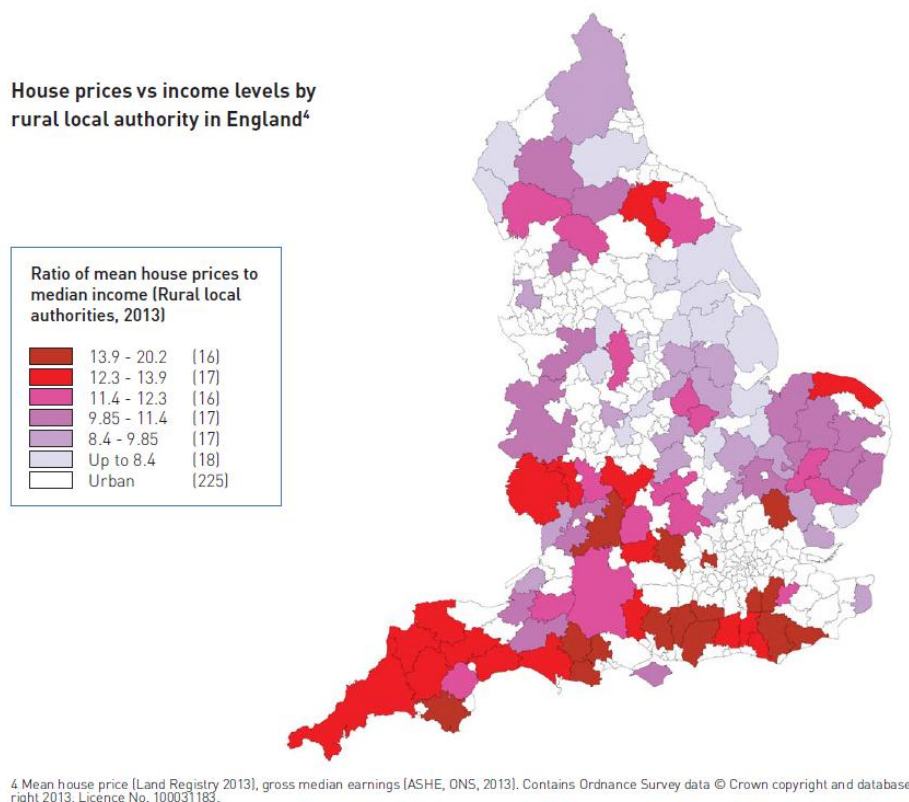 House prices vs income levels by
rural local authority in England⁴
Ratio of mean house prices to
median income (Rural local
authorities, 2013)
13.9 - 20.2 (16)
12.3 - 13.9 (17)
11.4 - 12.3 (16)
9.85 - 11.4 (17)
8.4 - 9.85 (17)
Up to 8.4 (18)
Urban (225)
4 Mean house price (Land Registry 2013), gross median earnings (ASHE, ONS, 2013). Contains Ordnance Survey data © Crown copyright and database
right 2013. Licence No. 100031183.